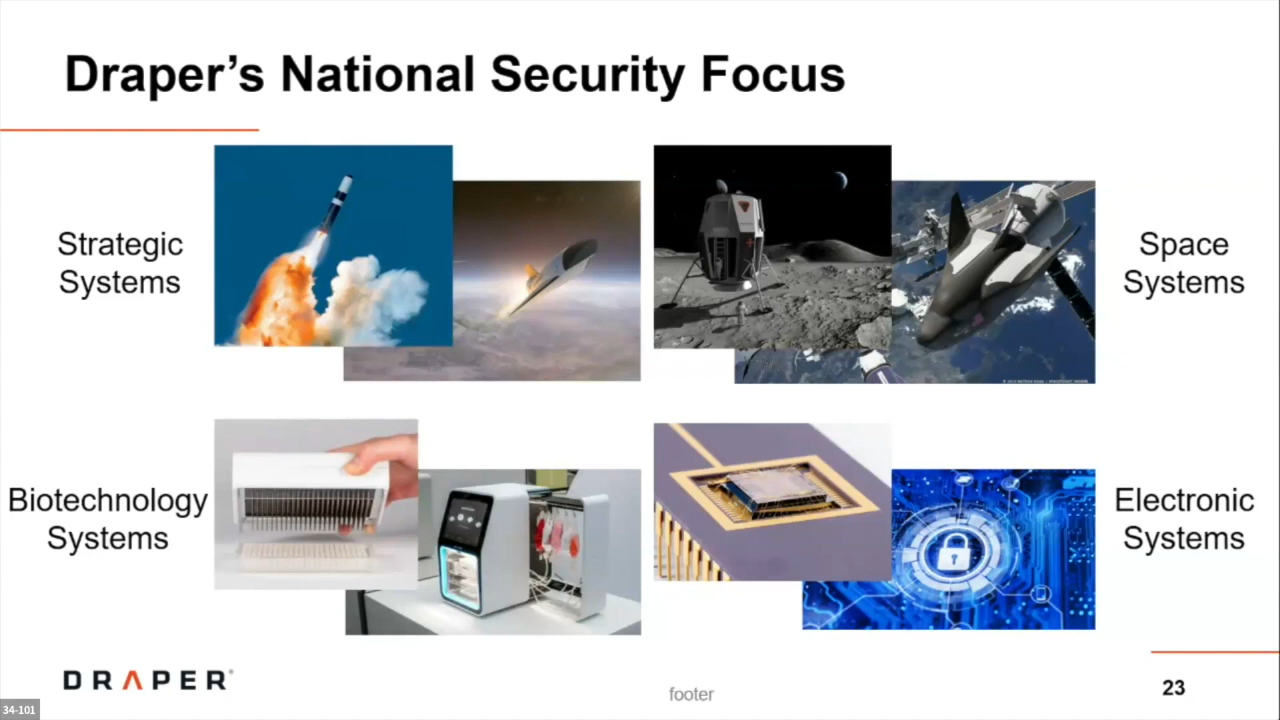 Draper’s National Security Focus
Strategic
Systems
Space
Systems
Biotechnology
Systems
Electronic
Systems
DRAPER
footer
23
34-101